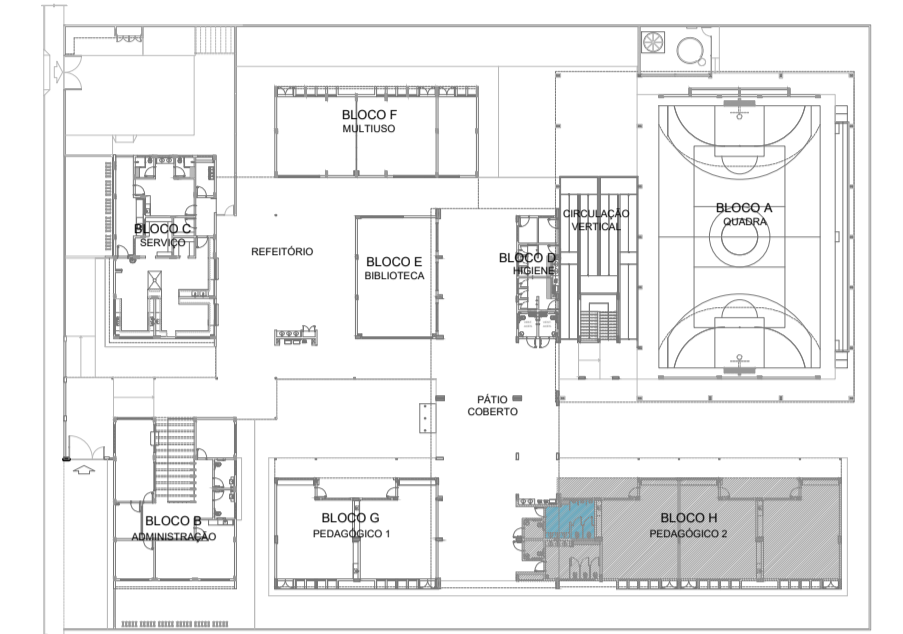 BLOCO F
MULTIUSO
BLOCO A
QUADRA
CIRCULAÇÃO
VERTICAL
BLOCO C
SERVIÇO
REFEITÓRIO
BLOCO E
BIBLIOTECA
BLOCO D
HIGIENE
PÁTIO
COBERTO
BLOCO B
ADMINISTRAÇÃO
BLOCO G
PEDAGÓGICO 1
BLOCO H
PEDAGÓGICO 2